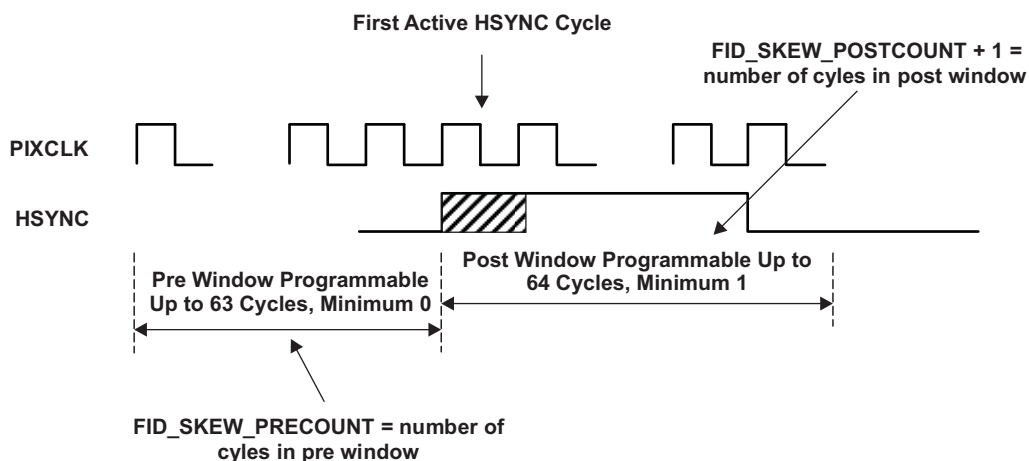 First Active HSYNC Cycle
FID_SKEW_POSTCOUNT + 1 =
number of cyles in post window
PIXCLK
HSYNC
Pre Window Programmable
Up to 63 Cycles, Minimum 0
Post Window Programmable Up to
64 Cycles, Minimum 1
FID_SKEW_PRECOUNT = number of
cyles in pre window